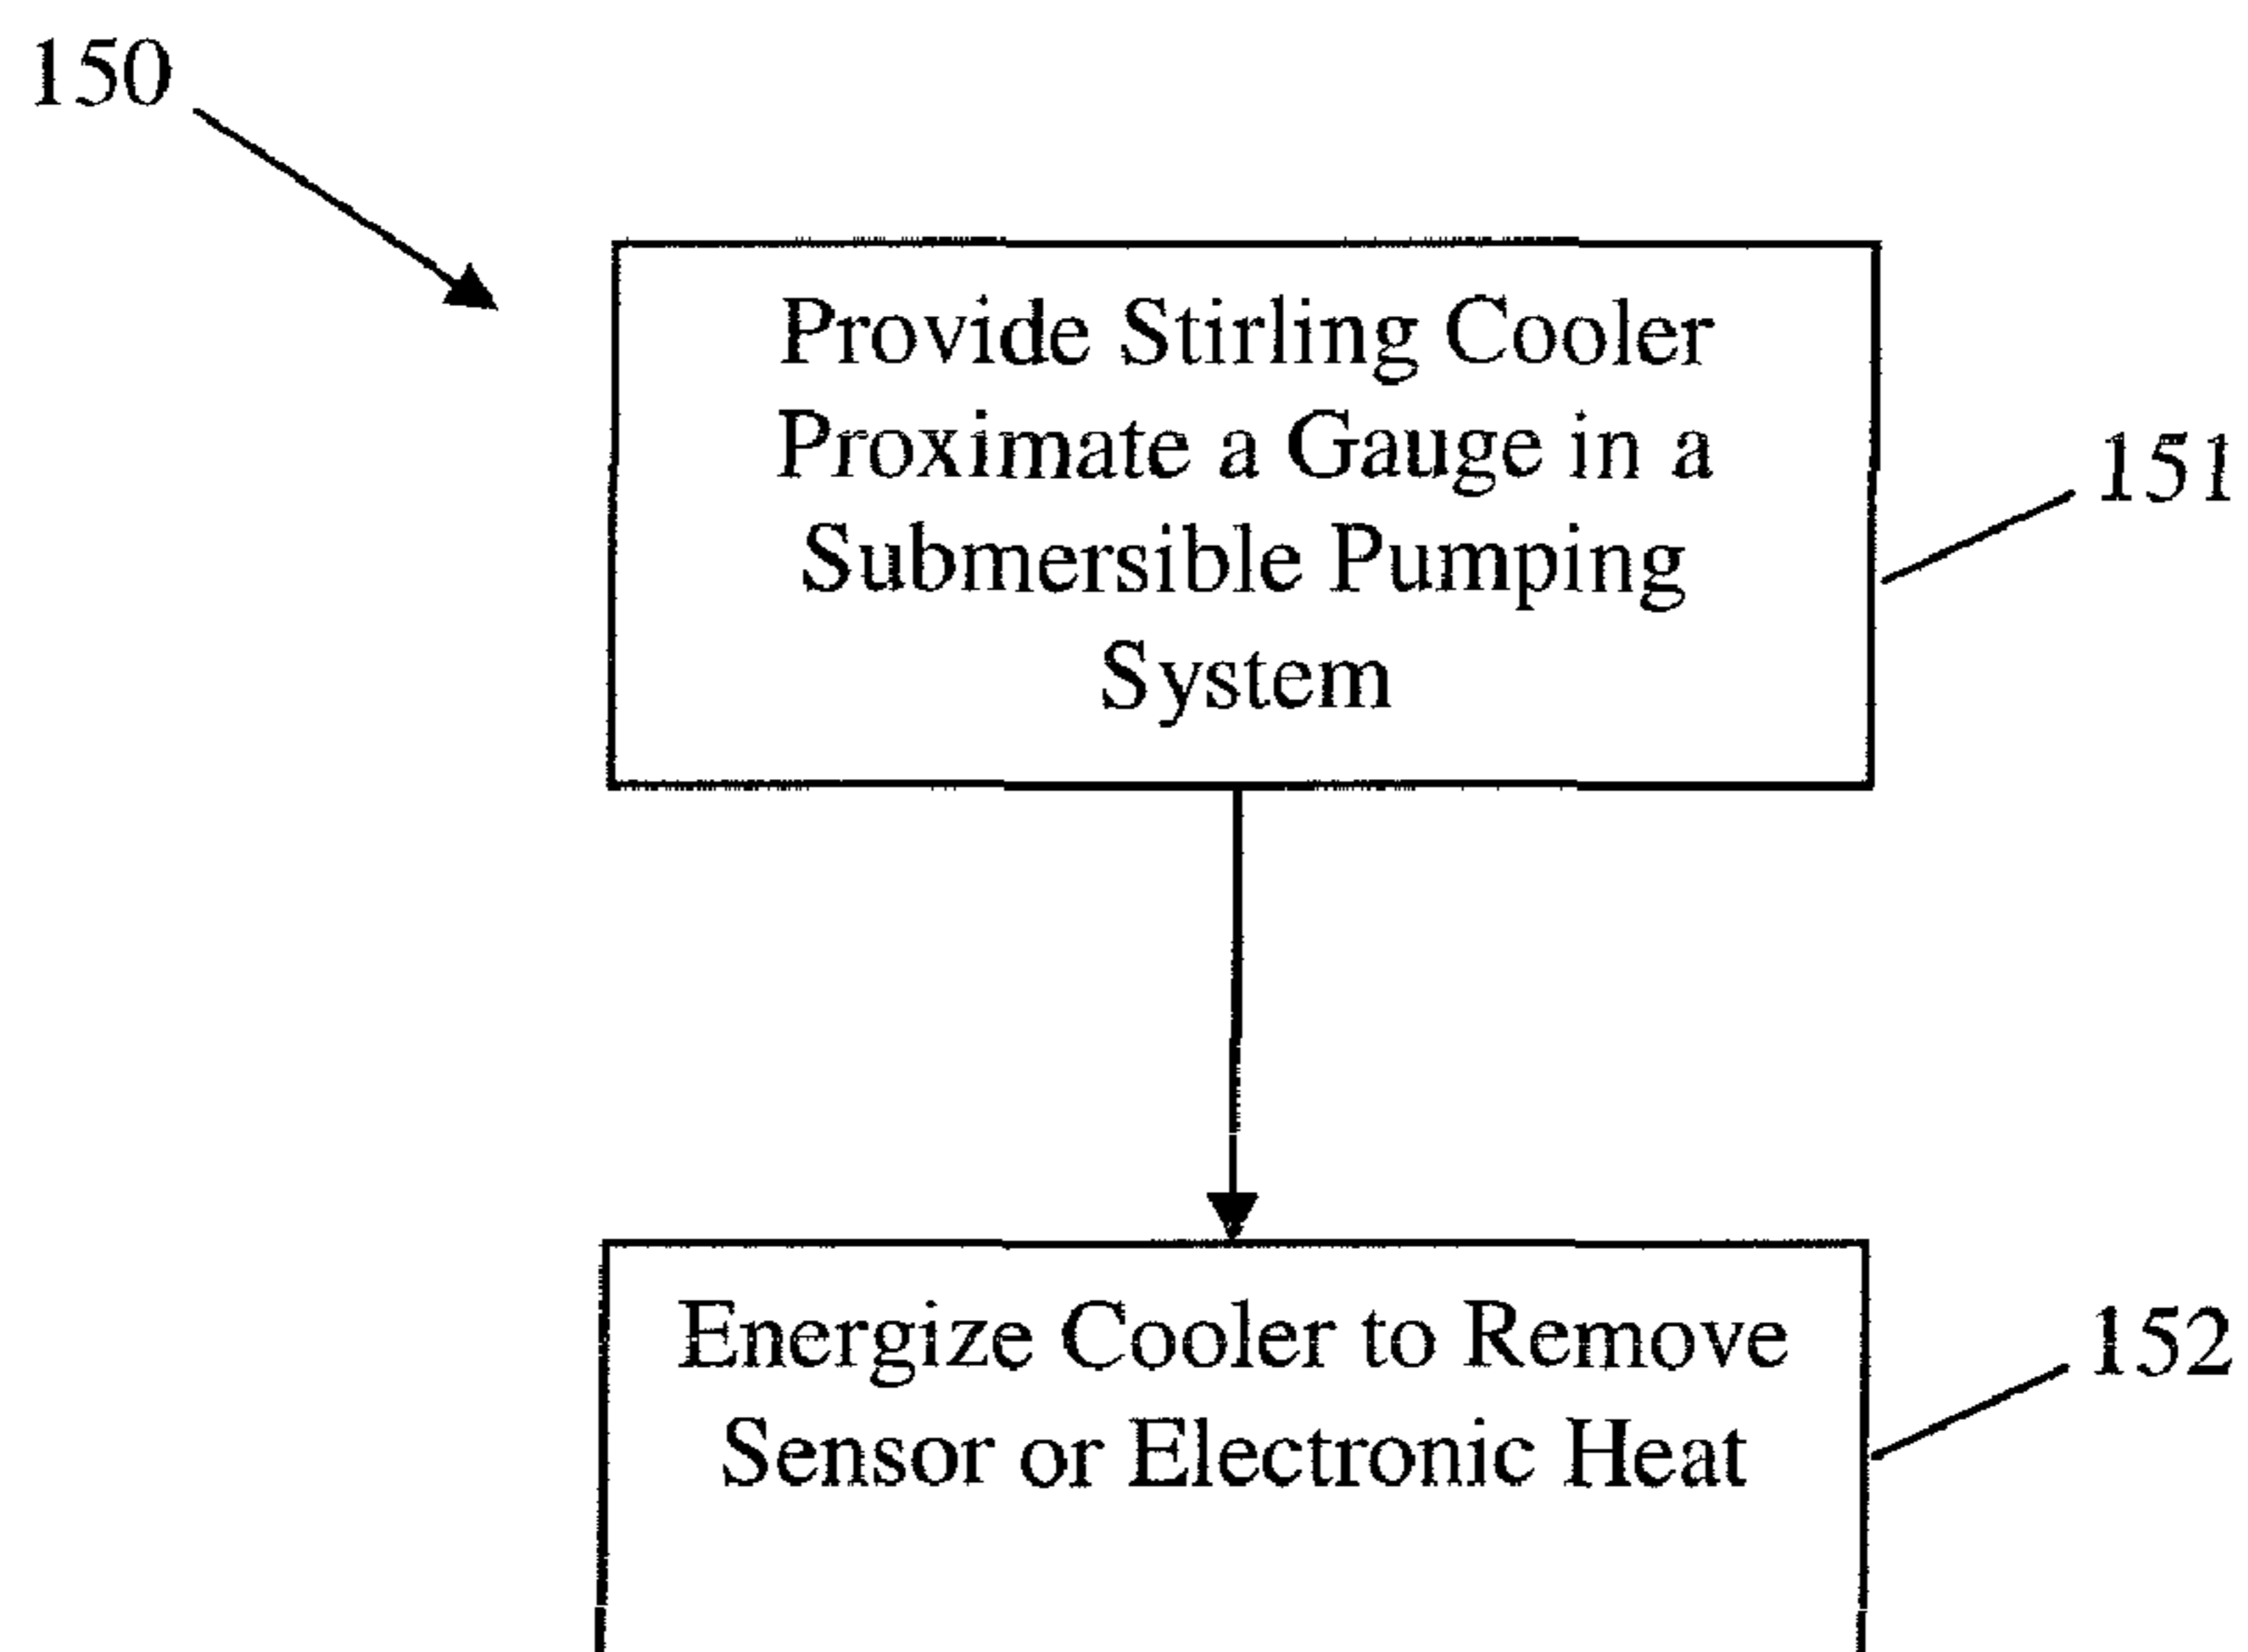 150
Provide Stirling Cooler
Proximate a Gauge in a
Submersible Pumping
System
151
Energize Cooler to Remove
Sensor or Electronic Heat
152